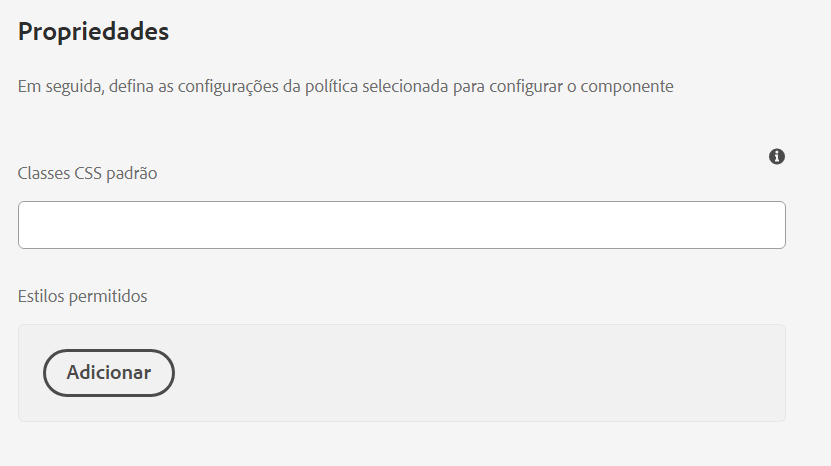 Propriedades
Em seguida, defina as configurações da política selecionada para configurar o componente
Classes CSS padrão
Estilos permitidos
Adicionar